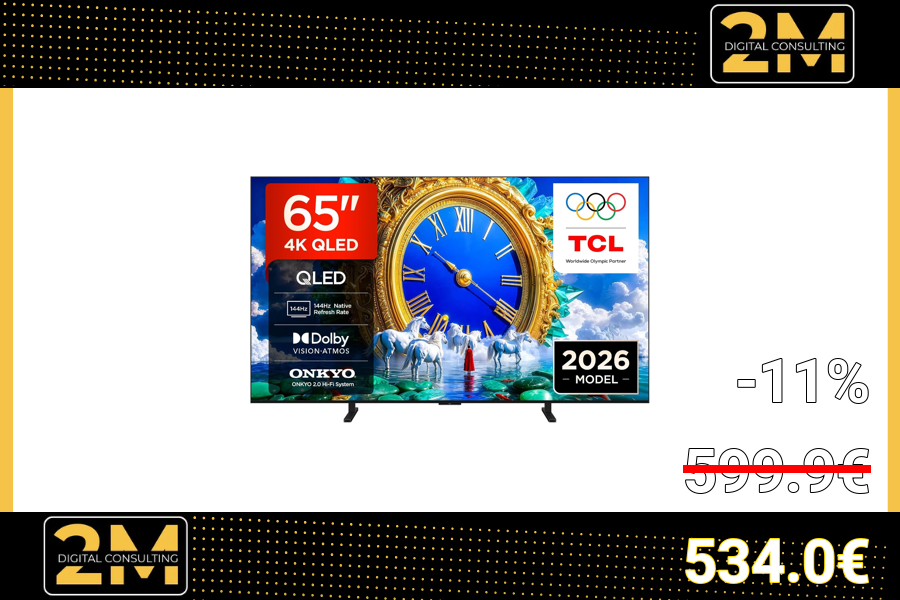 2M
DIGITAL CONSULTING
65"
4K QLED
QLED
144Hz
144Hz Native
Refresh Rate
Dolby
VISION·ATMOS
ONKYO
ONKYO 2.0 Hi-Fi System
XII
TCL
Worldwide Olympic Partner
2026
MODEL
-11%
599.9€
2M
DIGITAL CONSULTING
534.0€